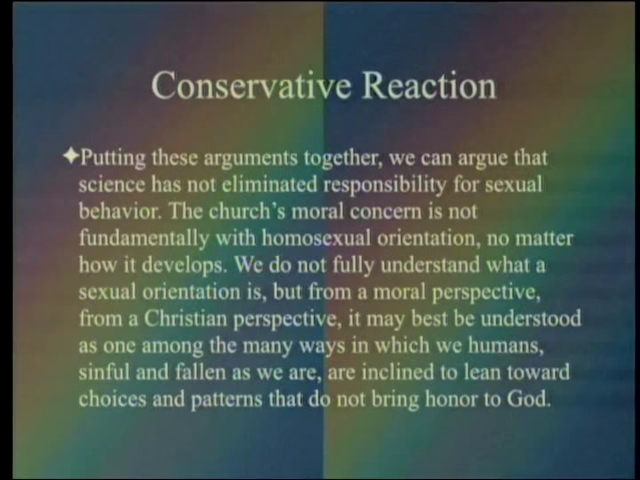 Conservative Reaction
✦Putting these arguments together, we can argue that
science has not eliminated responsibility for sexual
behavior. The church's moral concern is not
fundamentally with homosexual orientation, no matter
how it develops. We do not fully understand what a
sexual orientation is, but from a moral perspective,
from a Christian perspective, it may best be understood
as one among the many ways in which we humans,
sinful and fallen as we are, are inclined to lean toward
choices and patterns that do not bring honor to God.